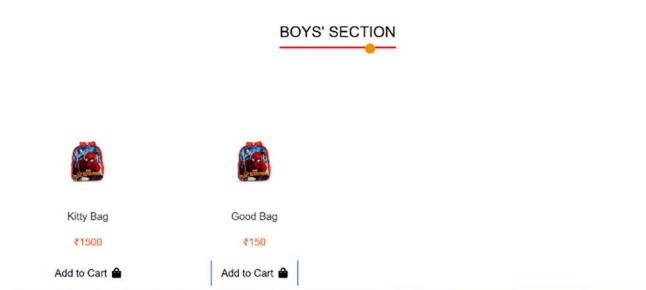 BOYS' SECTION
Kitty Bag
Good Bag
₹1500
₹150
Add to Cart
Add to Cart